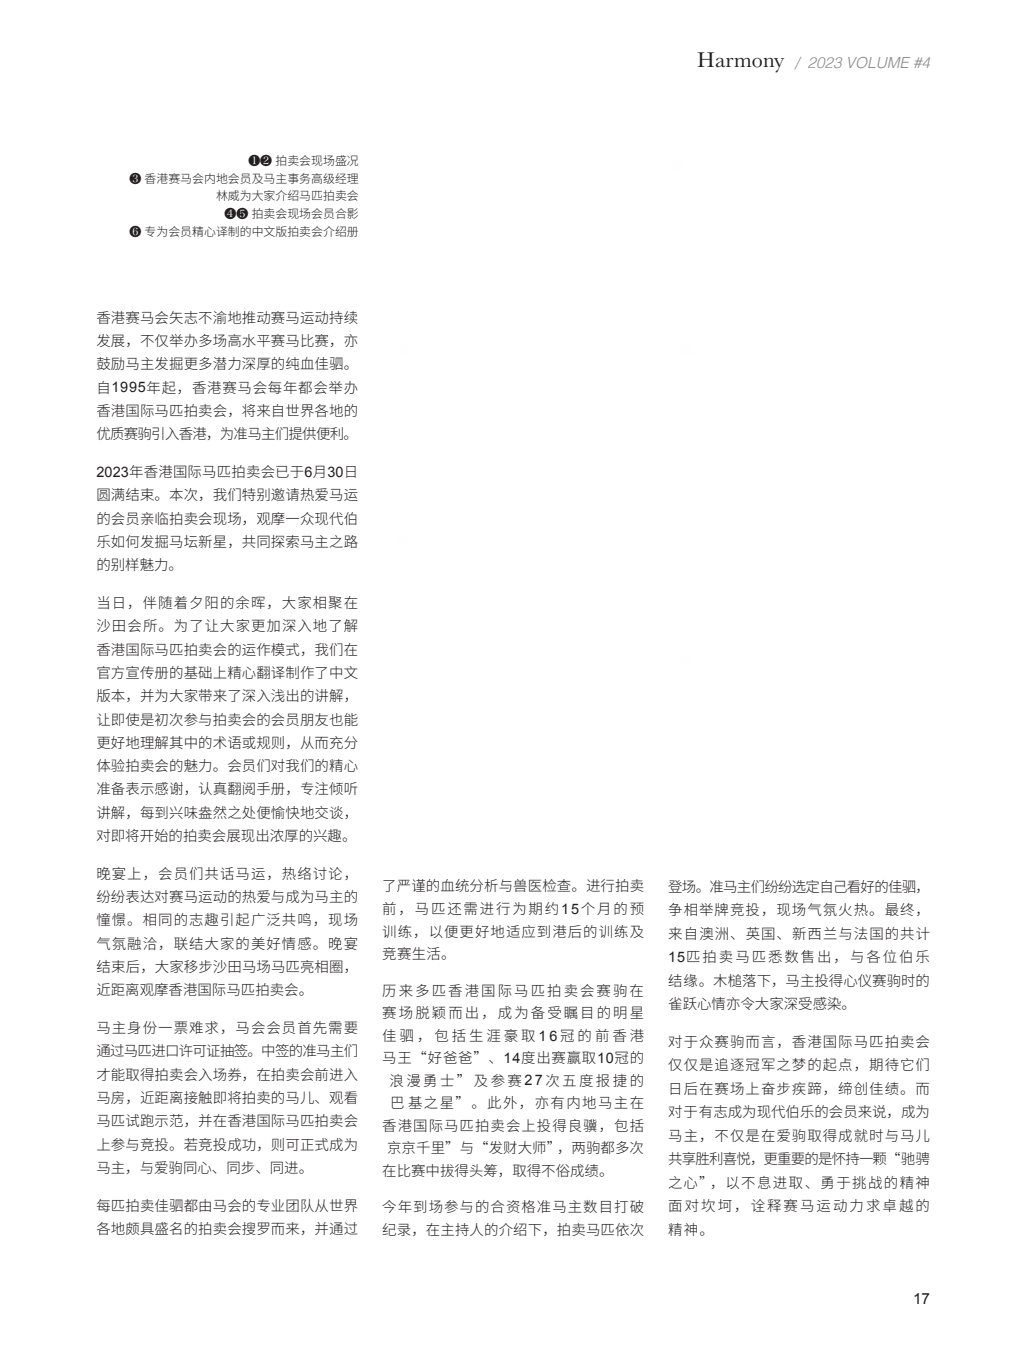 Harmony / 2023 VOLUME #4
❶❷ 拍卖会现场盛况
❸ 香港赛马会内地会员及马主事务高级经理
林威为大家介绍马匹拍卖会
❹❺ 拍卖会现场会员合影
❻ 专为会员精心译制的中文版拍卖会介绍册
香港赛马会矢志不渝地推动赛马运动持续
发展，不仅举办多场高水平赛马比赛，亦
鼓励马主发掘更多潜力深厚的纯血佳驷。
自1995年起，香港赛马会每年都会举办
香港国际马匹拍卖会，将来自世界各地的
优质赛驹引入香港，为准马主们提供便利。
2023年香港国际马匹拍卖会已于6月30日
圆满结束。本次，我们特别邀请热爱马运
的会员亲临拍卖会现场，观摩一众现代伯
乐如何发掘马坛新星，共同探索马主之路
的别样魅力。
当日，伴随着夕阳的余晖，大家相聚在
沙田会所。为了让大家更加深入地了解
香港国际马匹拍卖会的运作模式，我们在
官方宣传册的基础上精心翻译制作了中文
版本，并为大家带来了深入浅出的讲解，
让即使是初次参与拍卖会的会员朋友也能
更好地理解其中的术语或规则，从而充分
体验拍卖会的魅力。会员们对我们的精心
准备表示感谢，认真翻阅手册，专注倾听
讲解，每到兴味盎然之处便愉快地交谈，
对即将开始的拍卖会展现出浓厚的兴趣。
晚宴上，会员们共话马运，热络讨论，
纷纷表达对赛马运动的热爱与成为马主的
憧憬。相同的志趣引起广泛共鸣，现场
气氛融洽，联结大家的美好情感。晚宴
结束后，大家移步沙田马场马匹亮相圈，
近距离观摩香港国际马匹拍卖会。
马主身份一票难求，马会会员首先需要
通过马匹进口许可证抽签。中签的准马主们
才能取得拍卖会入场券，在拍卖会前进入
马房，近距离接触即将拍卖的马儿、观看
马匹试跑示范，并在香港国际马匹拍卖会
上参与竞投。若竞投成功，则可正式成为
马主，与爱驹同心、同步、同进。
每匹拍卖佳驷都由马会的专业团队从世界
各地颇具盛名的拍卖会搜罗而来，并通过
了严谨的血统分析与兽医检查。进行拍卖
前，马匹还需进行为期约15个月的预
训练，以便更好地适应到港后的训练及
竞赛生活。
历来多匹香港国际马匹拍卖会赛驹在
赛场脱颖而出，成为备受瞩目的明星
佳驷，包括生涯豪取16冠的前香港
马王“好爸爸”、14度出赛赢取10冠的
浪漫勇士”及参赛27次五度报捷的
巴基之星”。此外，亦有内地马主在
香港国际马匹拍卖会上投得良骥，包括
京京千里”与“发财大师”，两驹都多次
在比赛中拔得头筹，取得不俗成绩。
今年到场参与的合资格准马主数目打破
纪录，在主持人的介绍下，拍卖马匹依次
登场。准马主们纷纷选定自己看好的佳驷，
争相举牌竞投，现场气氛火热。最终，
来自澳洲、英国、新西兰与法国的共计
15匹拍卖马匹悉数售出，与各位伯乐
结缘。木槌落下，马主投得心仪赛驹时的
雀跃心情亦令大家深受感染。
对于众赛驹而言，香港国际马匹拍卖会
仅仅是追逐冠军之梦的起点，期待它们
日后在赛场上奋步疾蹄，缔创佳绩。而
对于有志成为现代伯乐的会员来说，成为
马主，不仅是在爱驹取得成就时与马儿
共享胜利喜悦，更重要的是怀持一颗“驰骋
之心”，以不息进取、勇于挑战的精神
面对坎坷，诠释赛马运动力求卓越的
精神。
17